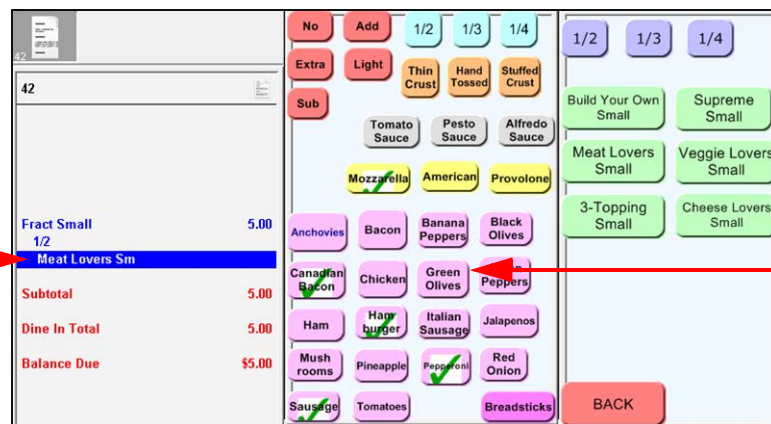 42
42
Fract Small 5.00
1/2
Meat Lovers Sm
Subtotal 5.00
Dine In Total 5.00
Balance Due $5.00
No Add 1/2 1/3 1/4
Extra Light Thin Crust Hand Tossed Stuffed Crust
Sub
Tomato Sauce Pesto Sauce Alfredo Sauce
Mozzarella American Provolone
Anchovies Bacon Banana Peppers Black Olives
Canadian Bacon Chicken Green Olives Peppers
Ham Ham burger Italian Sausage Jalapenos
Mush rooms Pineapple Pepperoni Red Onion
Sausage Tomatoes Breadsticks
1/2 1/3 1/4
Build Your Own Small Supreme Small
Meat Lovers Small Veggie Lovers Small
3-Topping Small Cheese Lovers Small
BACK